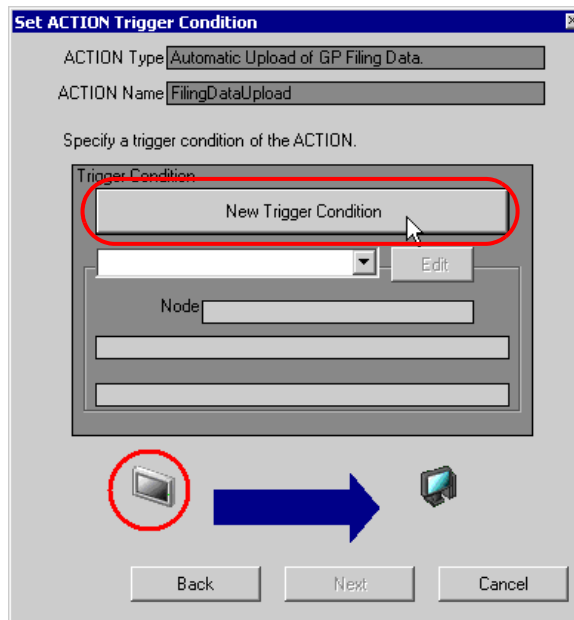 Set ACTION Trigger Condition
ACTION Type Automatic Upload of GP Filing Data.
ACTION Name FilingDataUpload
Specify a trigger condition of the ACTION.
Trigger Condition
New Trigger Condition
Edit
Node
Back Next Cancel